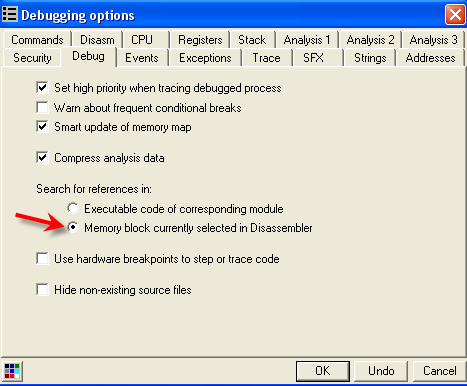 Debugging options
Commands Disasm CPU Registers Stack Analysis 1 Analysis 2 Analysis 3
Security Debug Events Exceptions Trace SFX Strings Addresses
Set high priority when tracing debugged process
Warn about frequent conditional breaks
Smart update of memory map
Compress analysis data
Search for references in:
Executable code of corresponding module
Memory block currently selected in Disassembler
Use hardware breakpoints to step or trace code
Hide non-existing source files
OK Undo Cancel